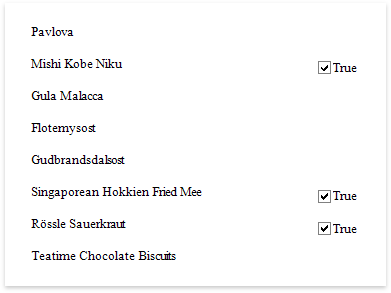 Pavlova
Mishi Kobe Niku True
Gula Malacca
Flotemysost
Gudbrandsdalsost
Singaporean Hokkien Fried Mee True
Rössle Sauerkraut True
Teatime Chocolate Biscuits